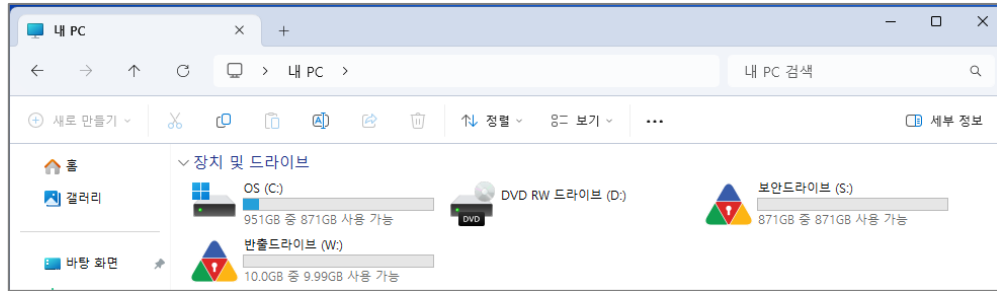 내 PC
내 PC
내 PC 검색
새로 만들기
정렬
보기
세부 정보
홈
갤러리
바탕 화면
장치 및 드라이브
OS (C:)
951GB 중 871GB 사용 가능
DVD
DVD RW 드라이브 (D:)
보안드라이브 (S:)
871GB 중 871GB 사용 가능
반출드라이브 (W:)
10.0GB 중 9.99GB 사용 가능